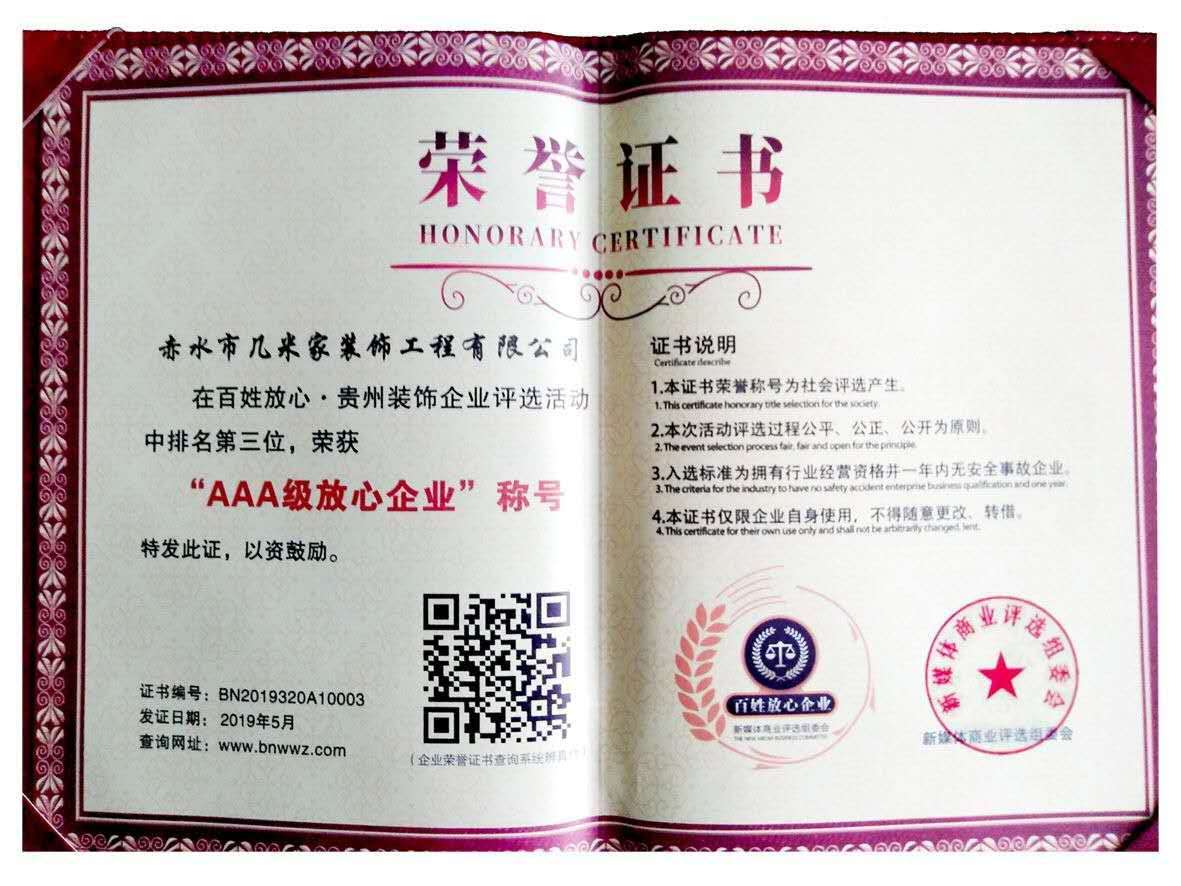 荣誉证书
HONORARY CERTIFICATE
赤水市几米家装饰工程有限公司
在百姓放心·贵州装饰企业评选活动
中排名第三位，荣获
“AAA级放心企业”称号
特发此证，以资鼓励。
证书编号：BN2019320A10003
发证日期：2019年5月
查询网址：www.bnwwz.com
（企业荣誉证书查询系统辨真伪）
证书说明
Certificate describe
1.本证书荣誉称号为社会评选产生。
1. This certificate honorary title selection for the society.
2.本次活动评选过程公平、公正、公开为原则。
2. The event selection process fair, fair and open for the principle.
3.入选标准为拥有行业经营资格并一年内无安全事故企业。
3. The criteria for the industry to have no safety accident enterprise business qualification and one year.
4.本证书仅限企业自身使用，不得随意更改、转借。
4. This certificate for their own use only and shall not be arbitrarily changed, lent.
百姓放心企业
新媒体商业评选组委会
THE NEW MEDIA BUSINESS COMMITTEE
新媒体商业评选组委会
新媒体商业评选组委会